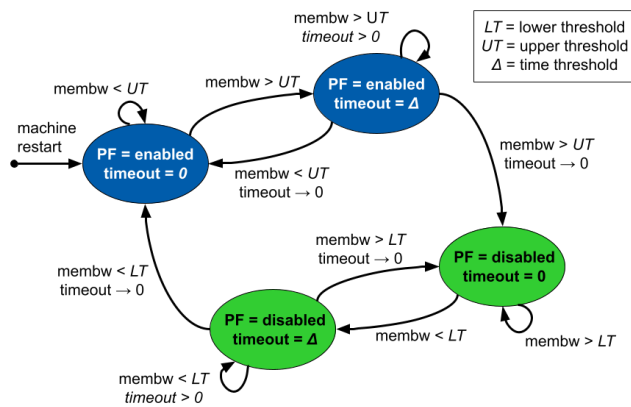 membw > UT
timeout > 0
LT = lower threshold
UT = upper threshold
Δ = time threshold
membw < UT
membw > UT
PF = enabled
timeout = Δ
machine
restart
PF = enabled
timeout = 0
membw > UT
timeout → 0
membw < UT
timeout → 0
membw > LT
timeout → 0
membw < LT
timeout → 0
PF = disabled
timeout = 0
PF = disabled
timeout = Δ
membw < LT
membw > LT
membw < LT
timeout > 0